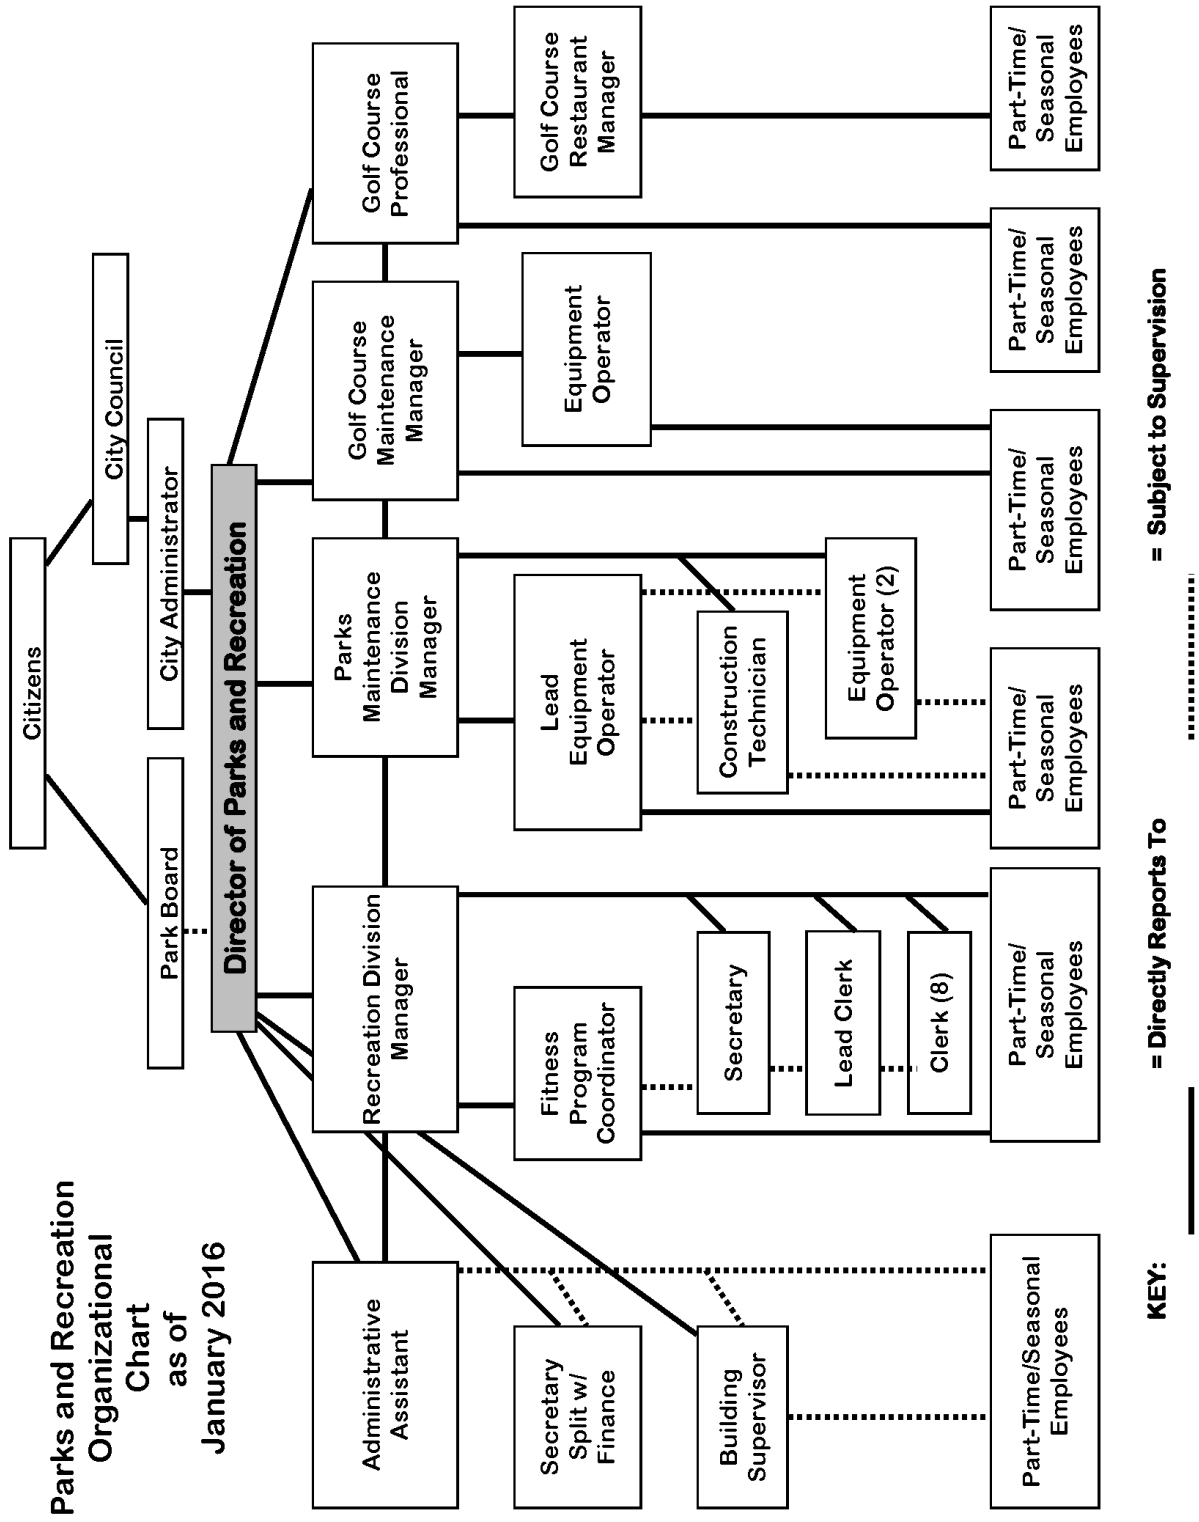 Parks and Recreation
Organizational
Chart
as of
January 2016
Citizens
City Council
Park Board
City Administrator
Director of Parks and Recreation
Administrative
Assistant
Recreation Division
Manager
Parks
Maintenance
Division
Manager
Golf Course
Maintenance
Manager
Golf Course
Professional
Secretary
Split w/
Finance
Fitness
Program
Coordinator
Lead
Equipment
Operator
Equipment
Operator
Golf Course
Restaurant
Manager
Building
Supervisor
Secretary
Construction
Technician
Lead Clerk
Equipment
Operator (2)
Clerk (8)
Part-Time/Seasonal
Employees
Part-Time/
Seasonal
Employees
Part-Time/
Seasonal
Employees
Part-Time/
Seasonal
Employees
Part-Time/
Seasonal
Employees
Part-Time/
Seasonal
Employees
KEY:
= Directly Reports To
= Subject to Supervision